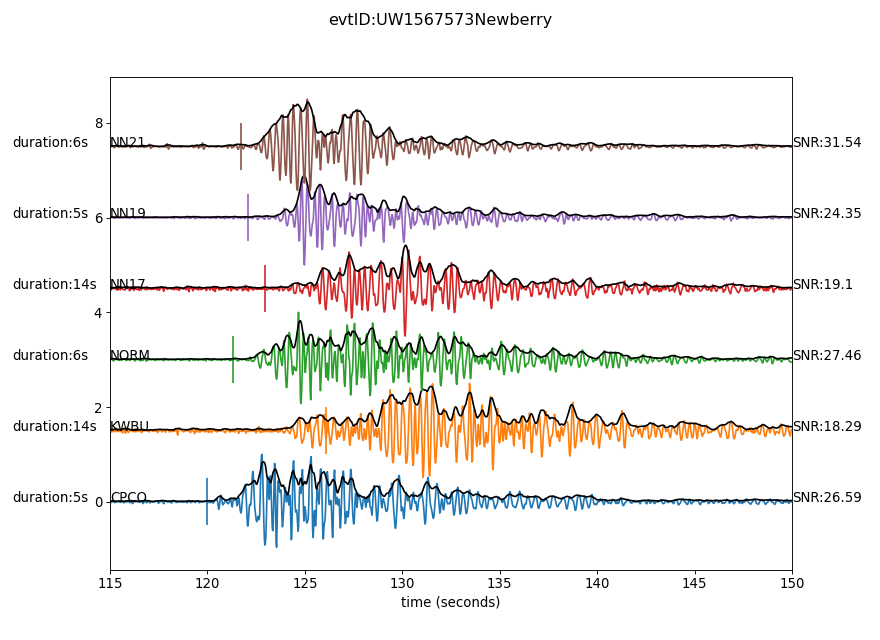 evtID:UW1567573Newberry
8
duration:6s NN21 SNR:31.54
duration:5s NN19 SNR:24.35
6
duration:14s NN17 SNR:19.1
4
duration:6s NORM SNR:27.46
2
duration:14s KWBU SNR:18.29
duration:5s CPCO SNR:26.59
0
115 120 125 130 135 140 145 150
time (seconds)